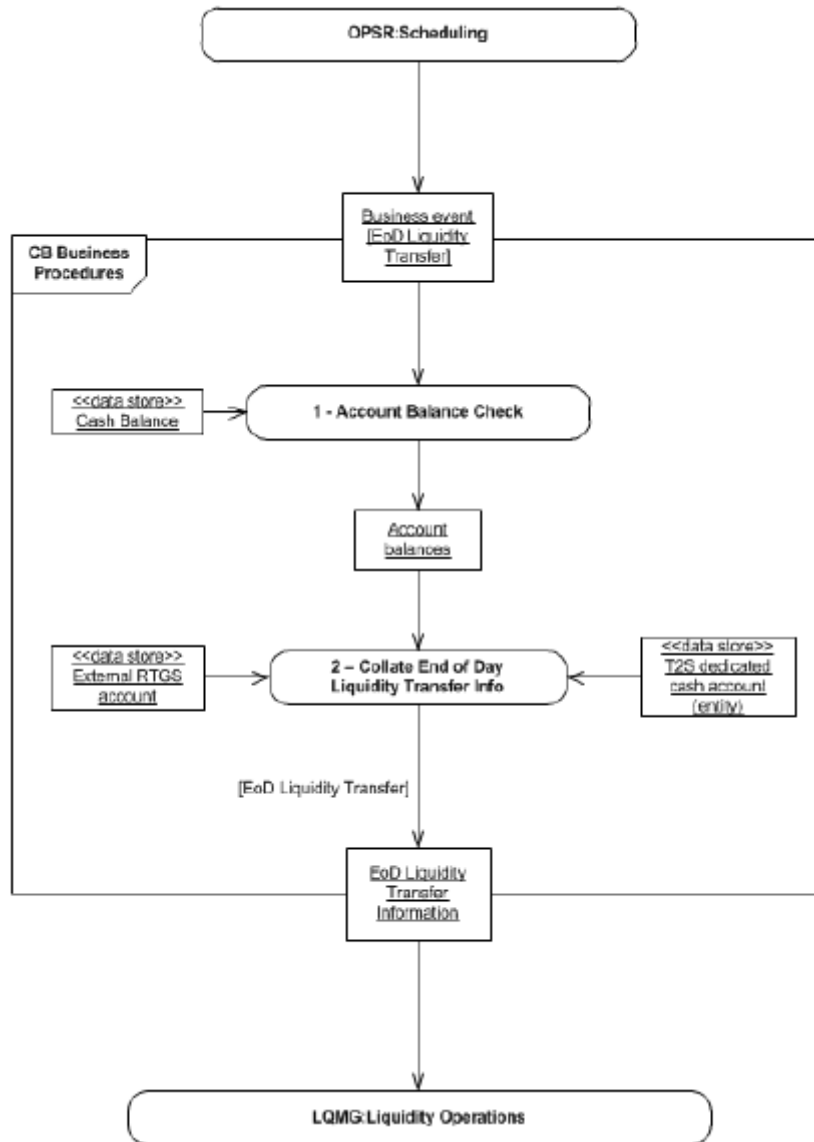 OPSR:Scheduling
Business event
[EoD Liquidity
Transfer]
CB Business
Procedures
<<data store>>
Cash Balance
1 - Account Balance Check
Account
balances
<<data store>>
External RTGS
account
2 – Collate End of Day
Liquidity Transfer Info
<<data store>>
T2S dedicated
cash account
(entity)
[EoD Liquidity Transfer]
EoD Liquidity
Transfer
Information
LQMG:Liquidity Operations